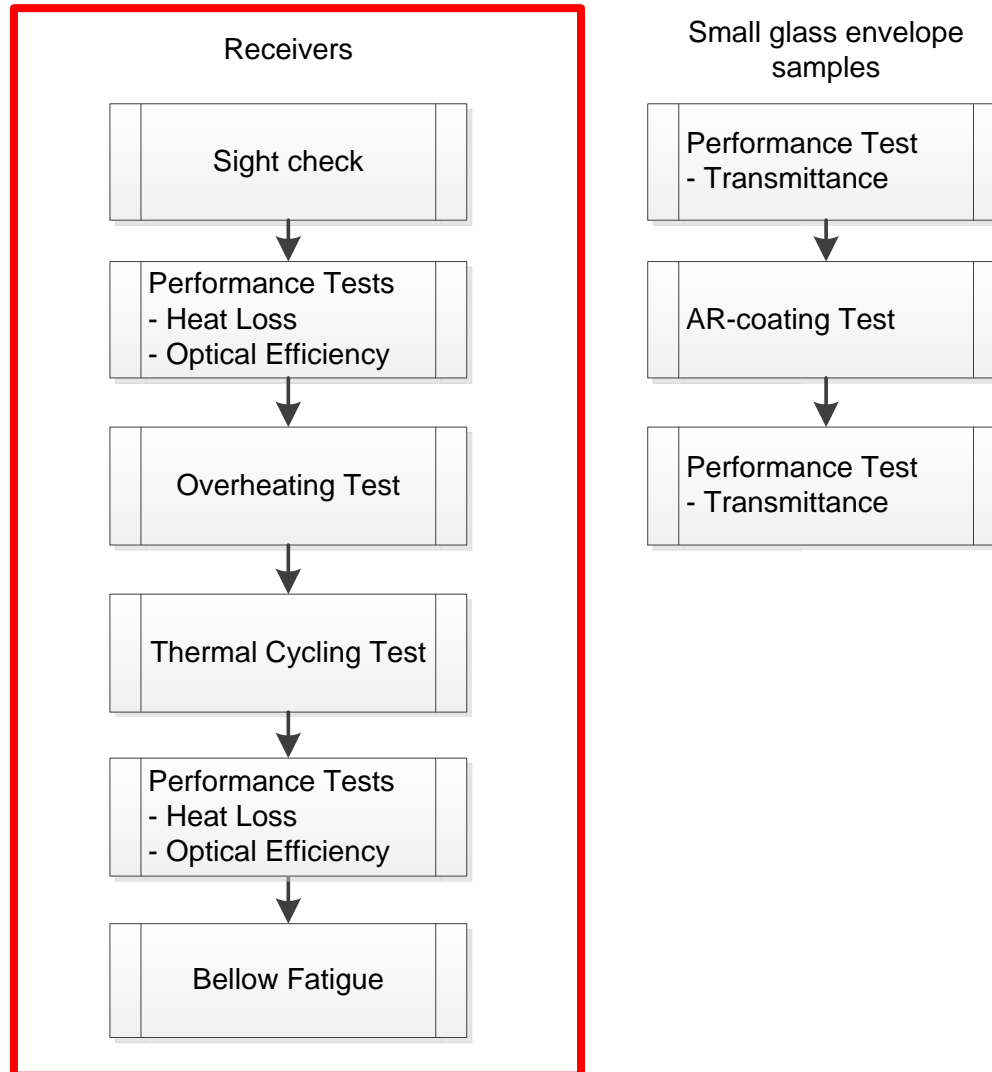 Receivers
Sight check
Performance Tests
- Heat Loss
- Optical Efficiency
Overheating Test
Thermal Cycling Test
Performance Tests
- Heat Loss
- Optical Efficiency
Bellow Fatigue
Small glass envelope
samples
Performance Test
- Transmittance
AR-coating Test
Performance Test
- Transmittance